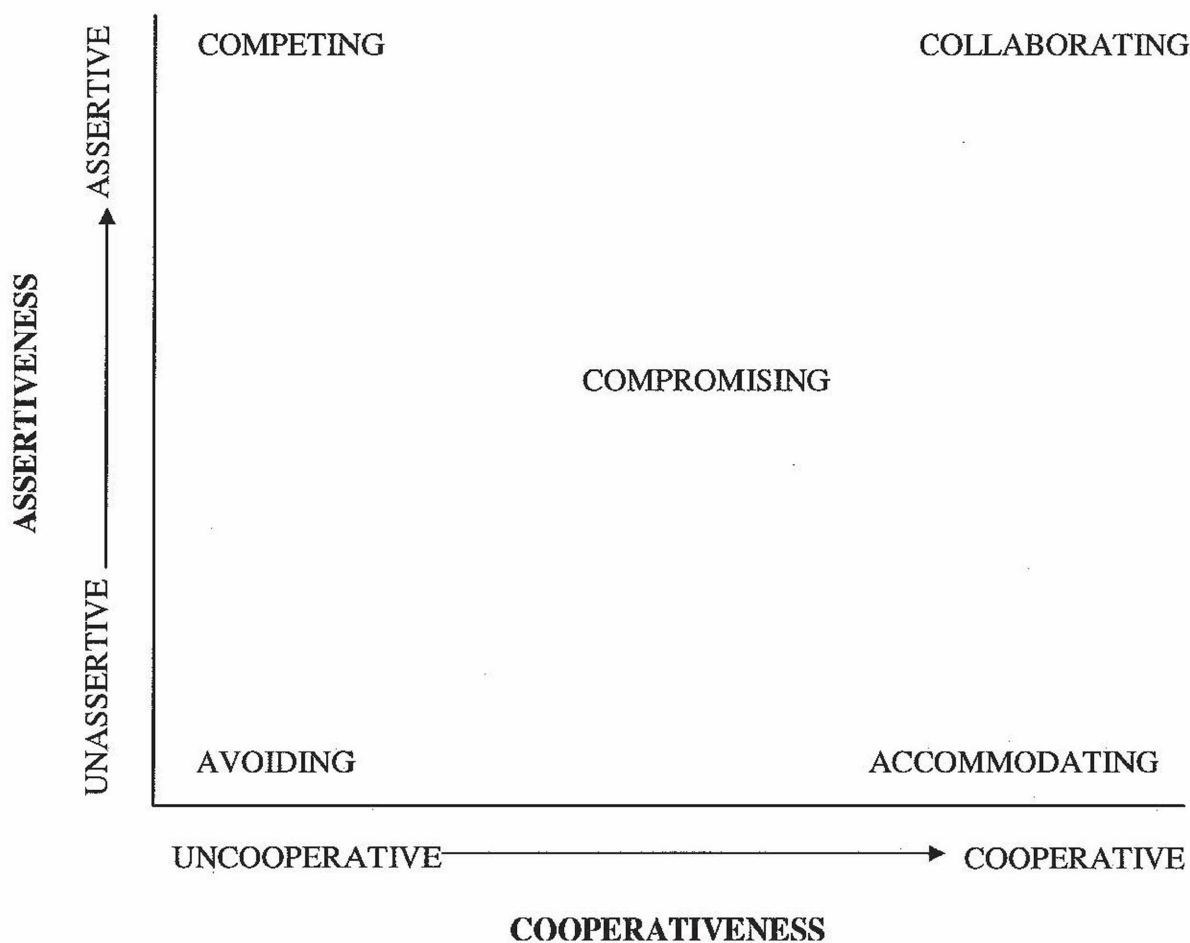 COMPETING
COLLABORATING
ASSERTIVE
ASSERTIVENESS
COMPROMISING
UNASSERTIVE
AVOIDING
ACCOMMODATING
UNCOOPERATIVE
COOPERATIVE
COOPERATIVENESS